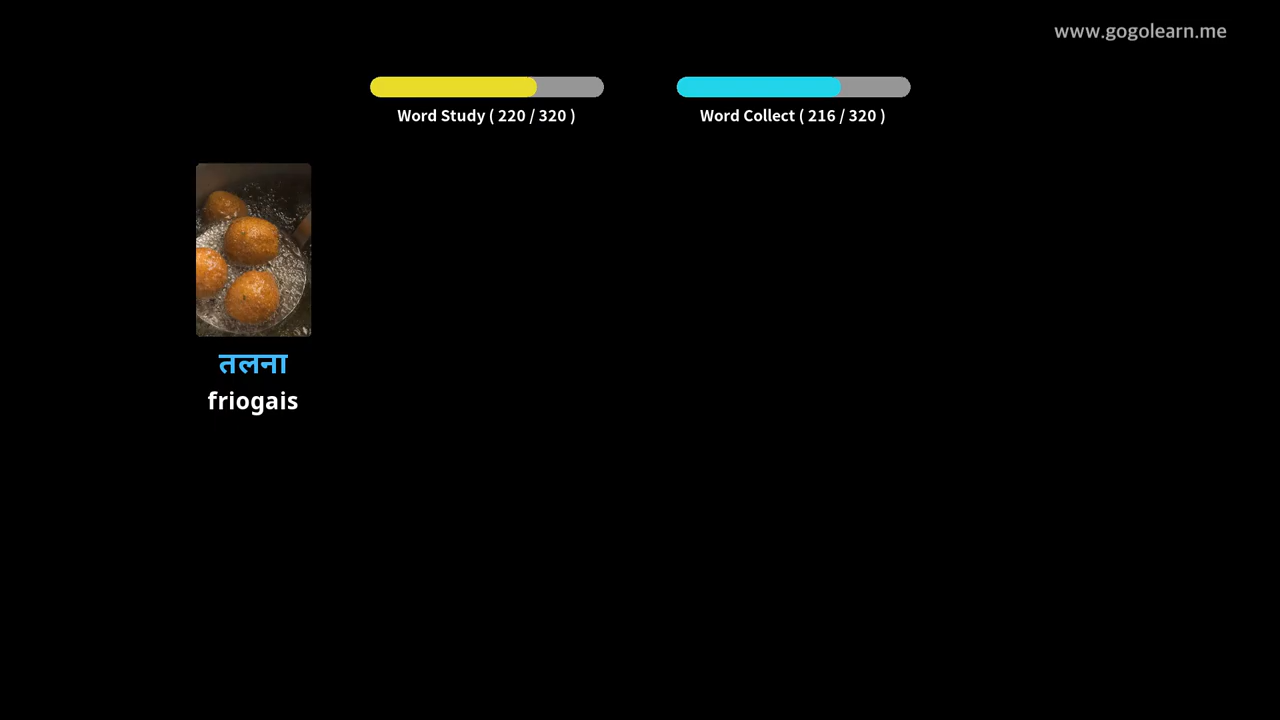 www.gogolearn.me
Word Study ( 220 / 320 )
Word Collect ( 216 / 320 )
तलना
friogais